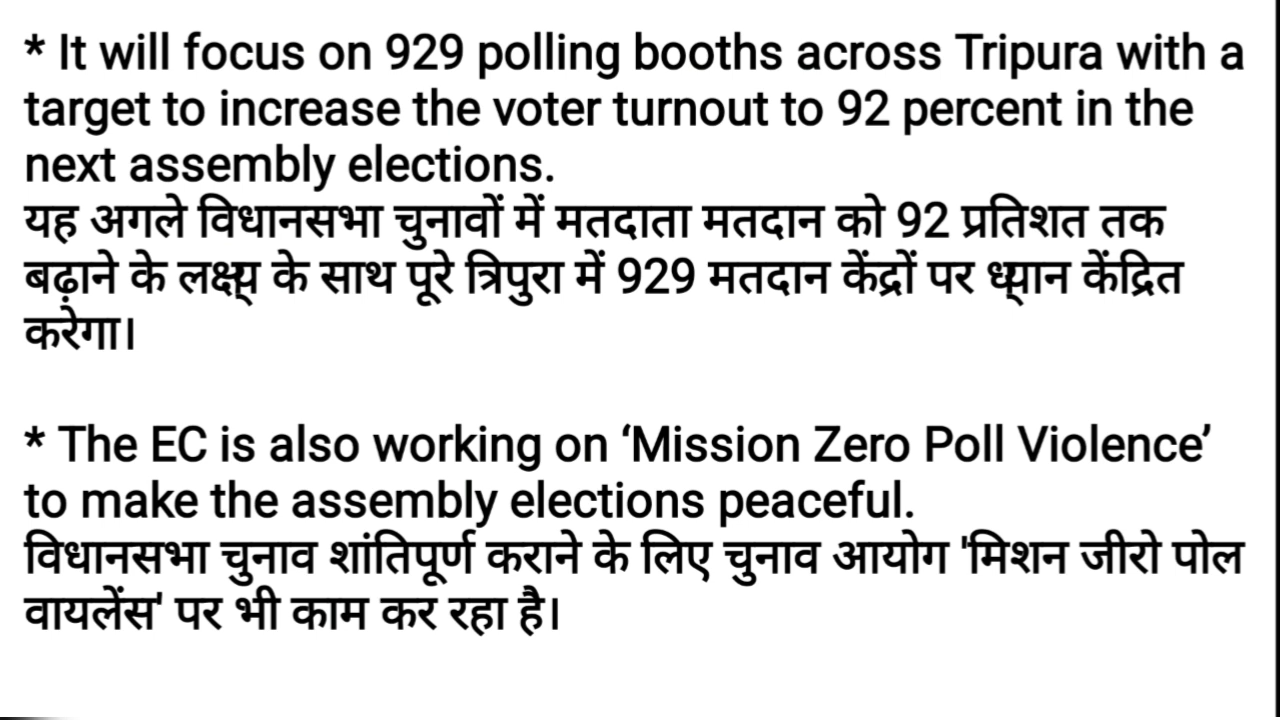 * It will focus on 929 polling booths across Tripura with a
target to increase the voter turnout to 92 percent in the
next assembly elections.
यह अगले विधानसभा चुनावों में मतदाता मतदान को 92 प्रतिशत तक
बढ़ाने के लक्ष्य के साथ पूरे त्रिपुरा में 929 मतदान केंद्रों पर ध्यान केंद्रित
करेगा।
* The EC is also working on ‘Mission Zero Poll Violence’
to make the assembly elections peaceful.
विधानसभा चुनाव शांतिपूर्ण कराने के लिए चुनाव आयोग 'मिशन जीरो पोल
वायलेंस' पर भी काम कर रहा है।